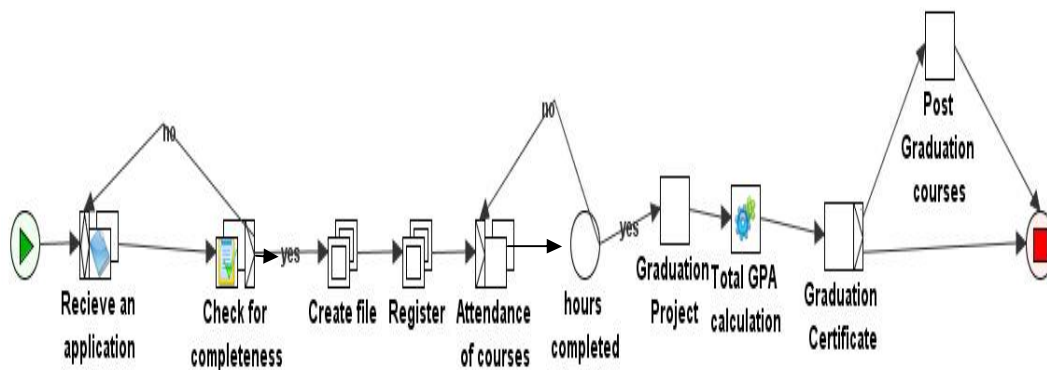 no
no
yes
yes
Recieve an
application
Check for
completeness
Create file
Register
Attendance
of courses
hours
completed
Graduation
Project
Total GPA
calculation
Graduation
Certificate
Post
Graduation
courses